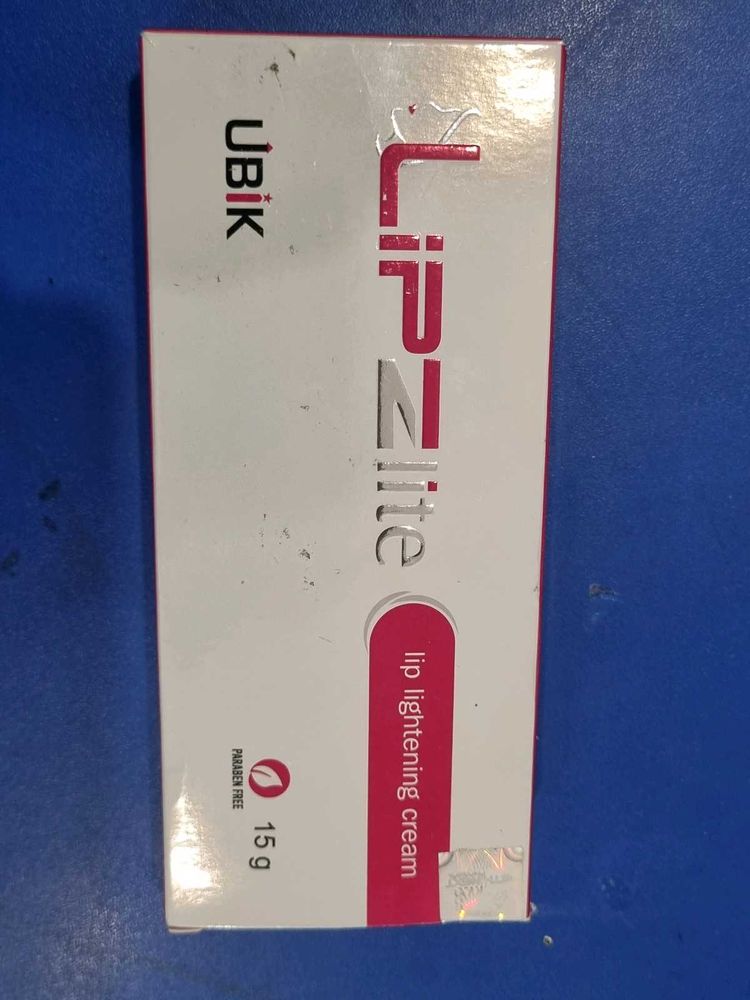 LiPZlite
lip lightening cream
UBiK
PARABEN FREE
15 g